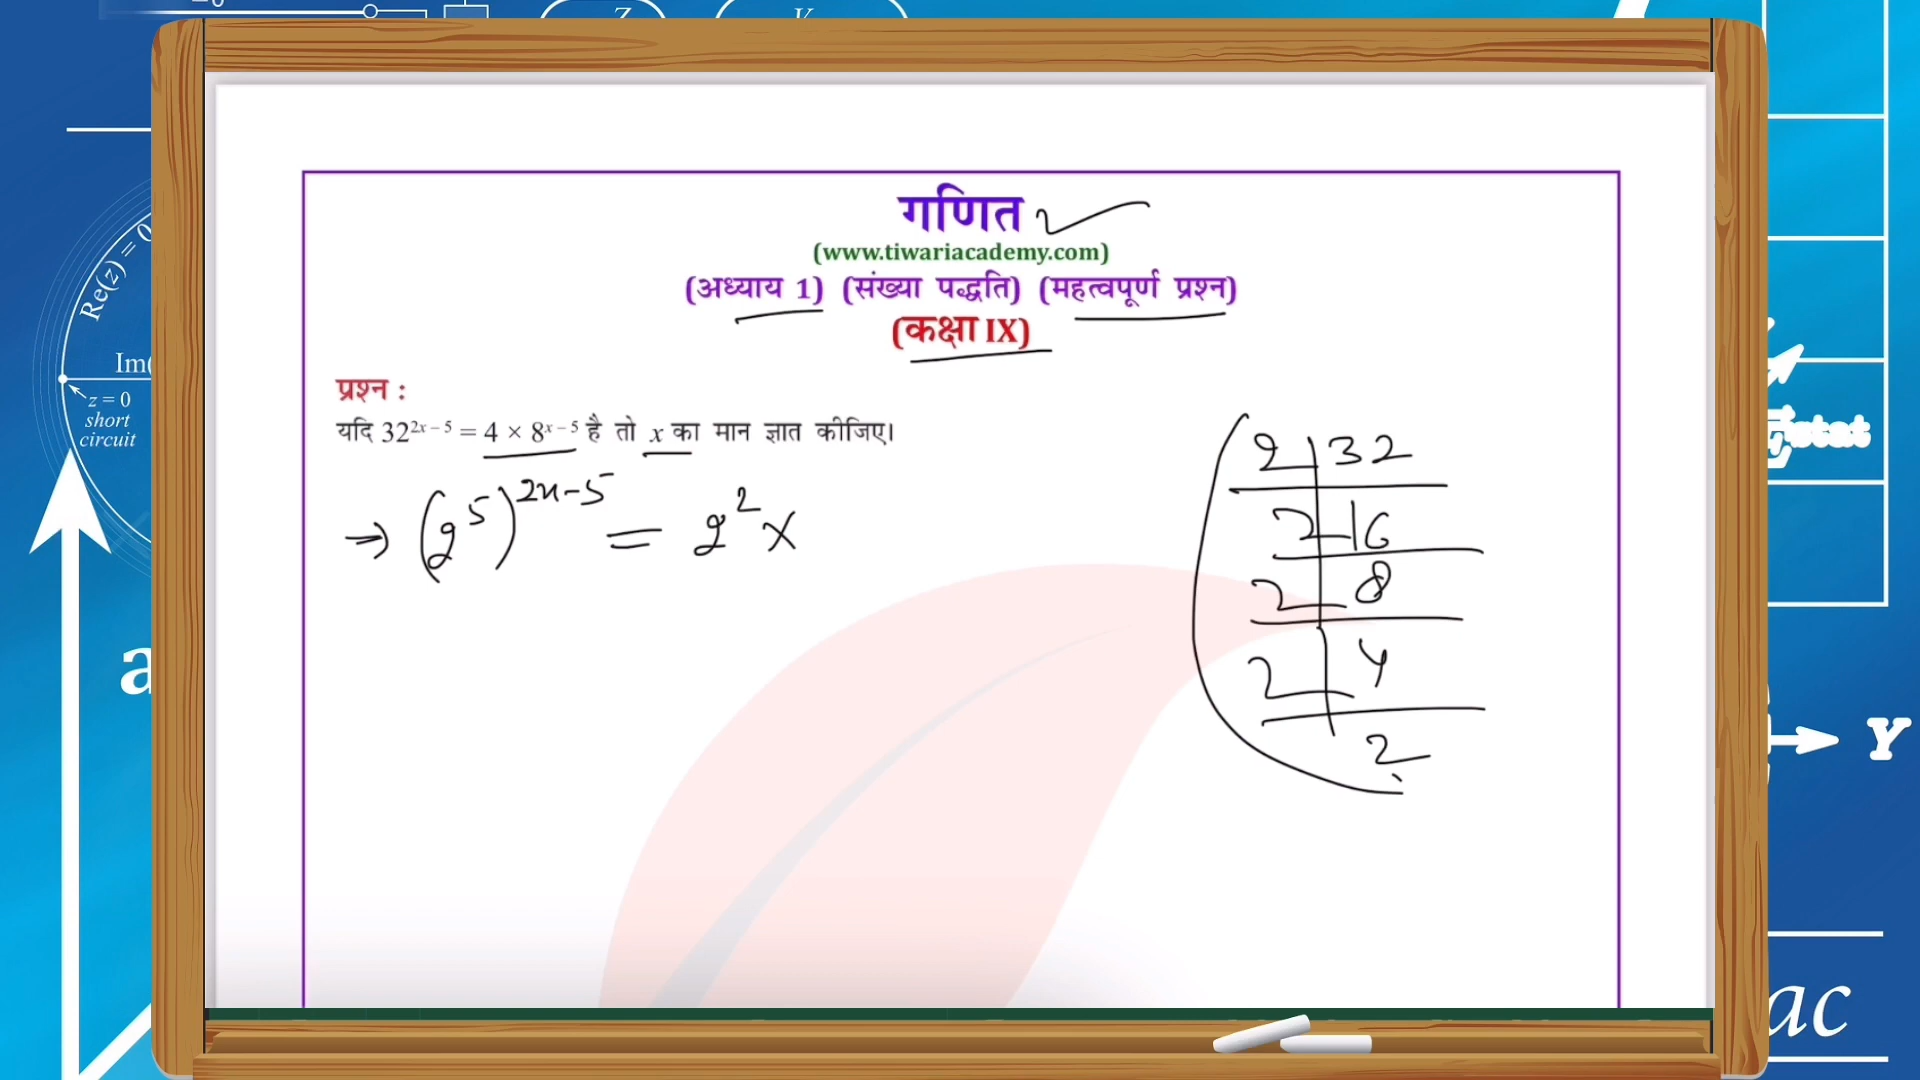 गणित
(www.tiwariacademy.com)
(अध्याय 1) (संख्या पद्धति) (महत्वपूर्ण प्रश्न)
(कक्षा IX)
प्रश्न :
यदि 32^{2x – 5} = 4 × 8^{x – 5} है तो x का मान ज्ञात कीजिए।
⇒ (2^5)^{2x-5} = 2^2 ×
2 | 32
2 | 16
2 | 8
2 | 4
2
Re(z) = 0
Im(
z = 0
short
circuit
a
Y
ac